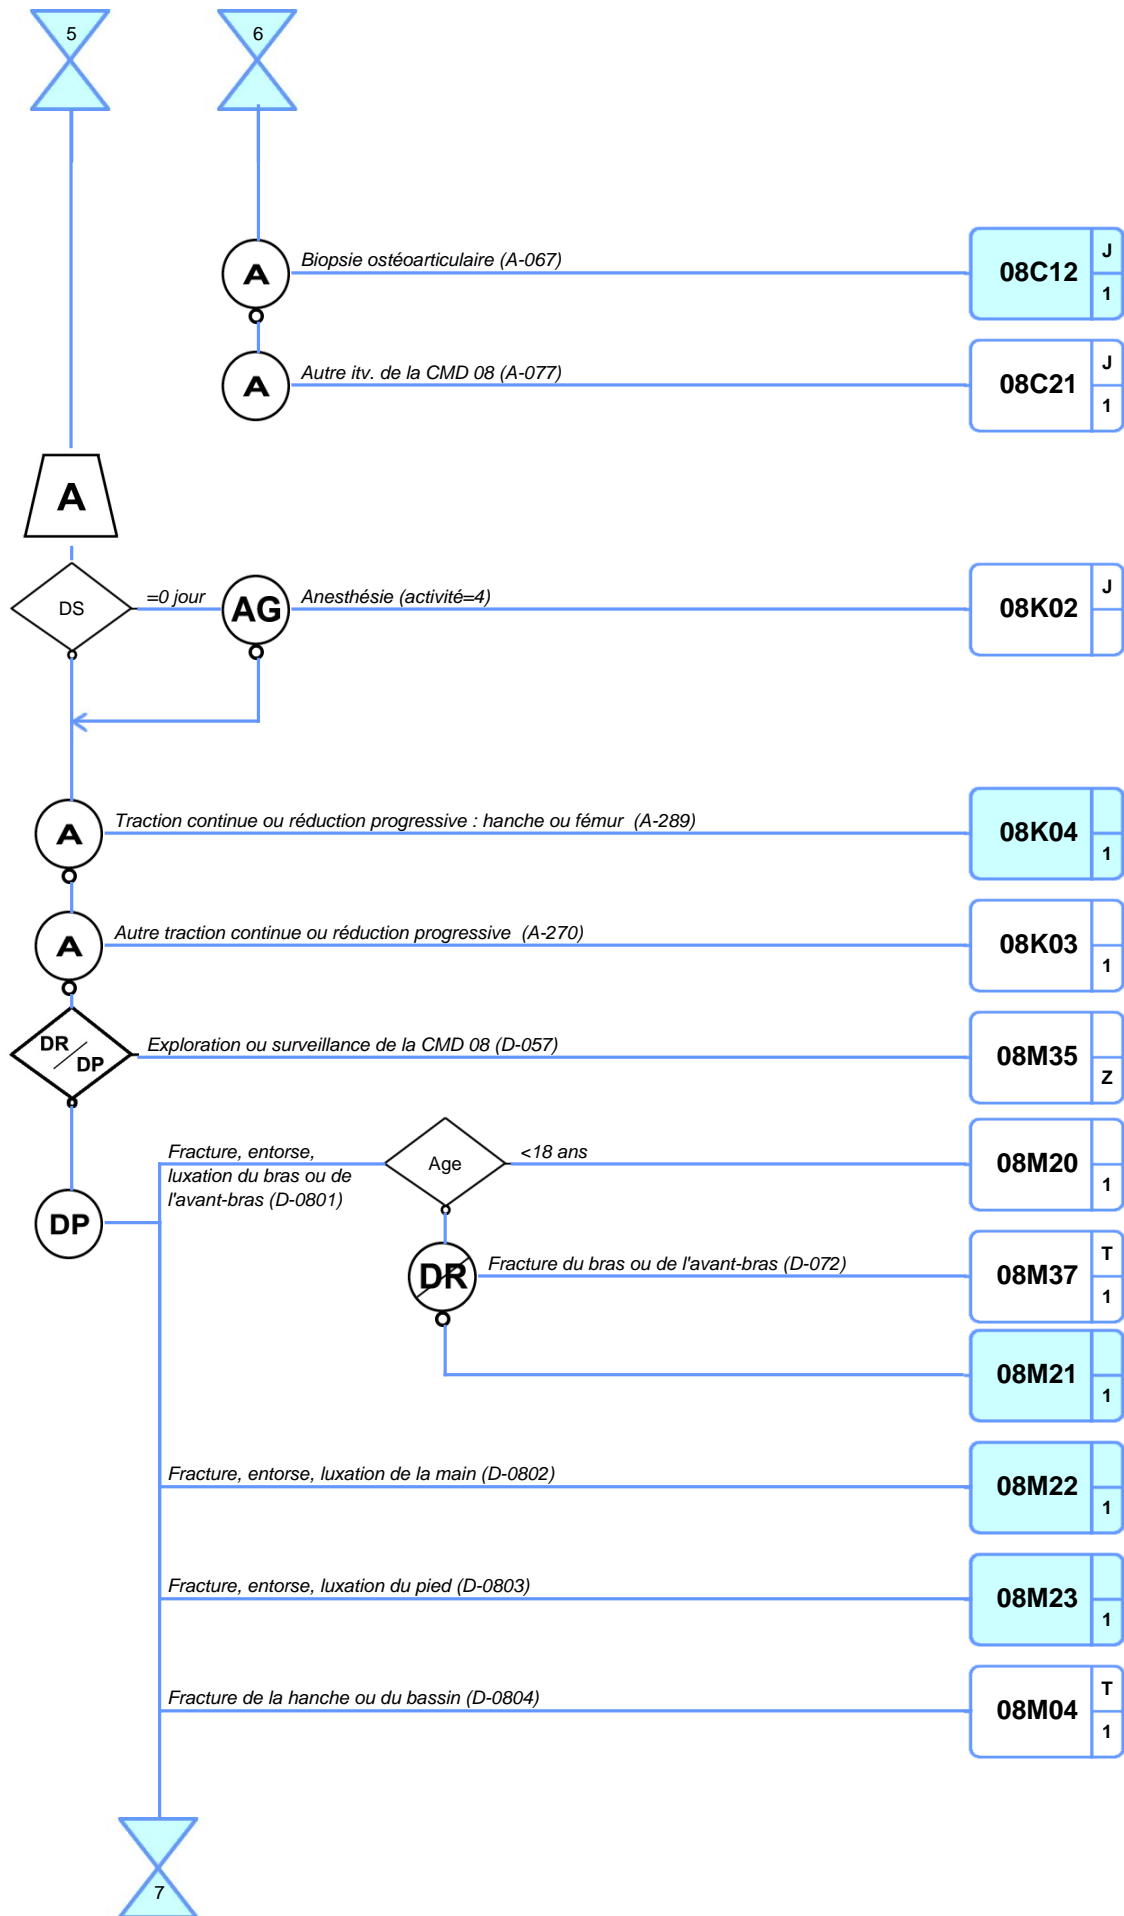 5
6
A
Biopsie ostéoarticulaire (A-067)
08C12
J
1
A
Autre itv. de la CMD 08 (A-077)
08C21
J
1
A
DS
=0 jour
AG
Anesthésie (activité=4)
08K02
J
A
Traction continue ou réduction progressive : hanche ou fémur (A-289)
08K04
1
A
Autre traction continue ou réduction progressive (A-270)
08K03
1
DR
DP
Exploration ou surveillance de la CMD 08 (D-057)
08M35
Z
DP
Fracture, entorse,
luxation du bras ou de
l'avant-bras (D-0801)
Age
<18 ans
08M20
1
DR
Fracture du bras ou de l'avant-bras (D-072)
08M37
T
1
08M21
1
Fracture, entorse, luxation de la main (D-0802)
08M22
1
Fracture, entorse, luxation du pied (D-0803)
08M23
1
Fracture de la hanche ou du bassin (D-0804)
08M04
T
1
7